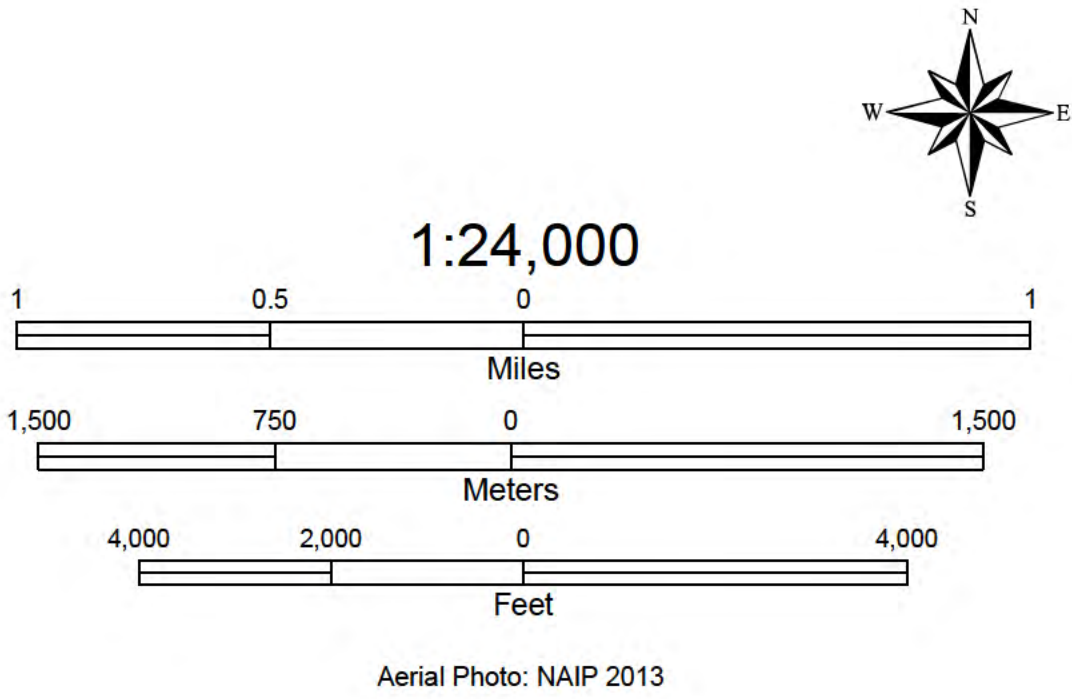 N
W E
S
1:24,000
1 0.5 0 1
Miles
1,500 750 0 1,500
Meters
4,000 2,000 0 4,000
Feet
Aerial Photo: NAIP 2013